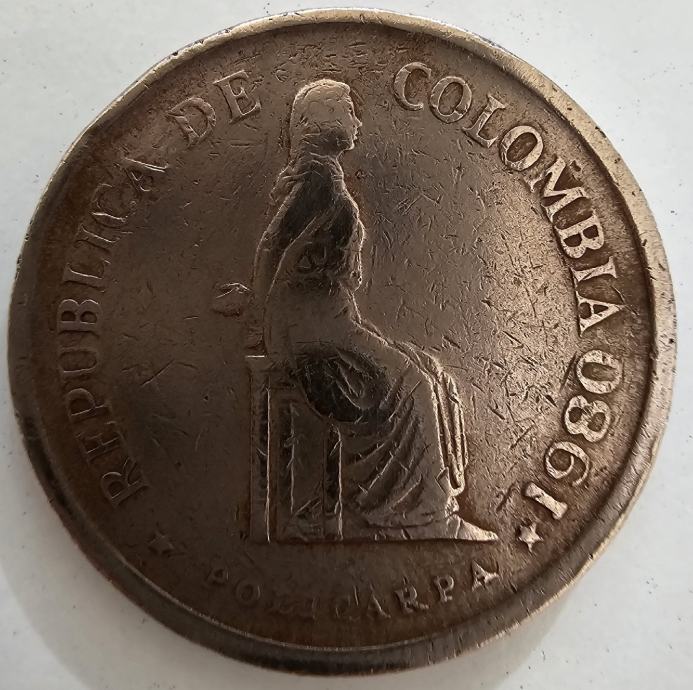 REPUBLICA DE COLOMBIA 1980
POLICARPA